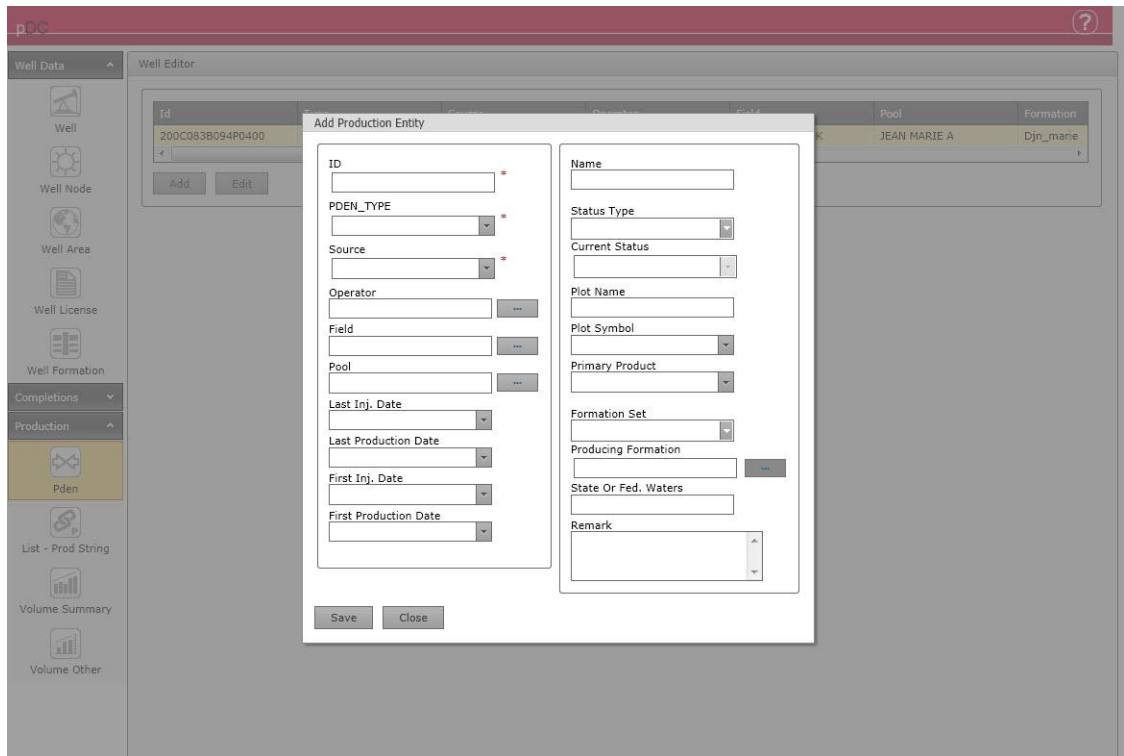 pDC
?
Well Data
Well
Well Node
Well Area
Well License
Well Formation
Completions
Production
Pden
List - Prod String
Volume Summary
Volume Other
Well Editor
Id Pool Formation
200C083B094P0400 K JEAN MARIE A Djn_marie
Add Edit
Add Production Entity
ID
*
PDEN_TYPE
*
Source
*
Operator
...
Field
...
Pool
...
Last Inj. Date
Last Production Date
First Inj. Date
First Production Date
Name
Status Type
Current Status
Plot Name
Plot Symbol
Primary Product
Formation Set
Producing Formation
...
State Or Fed. Waters
Remark
Save Close